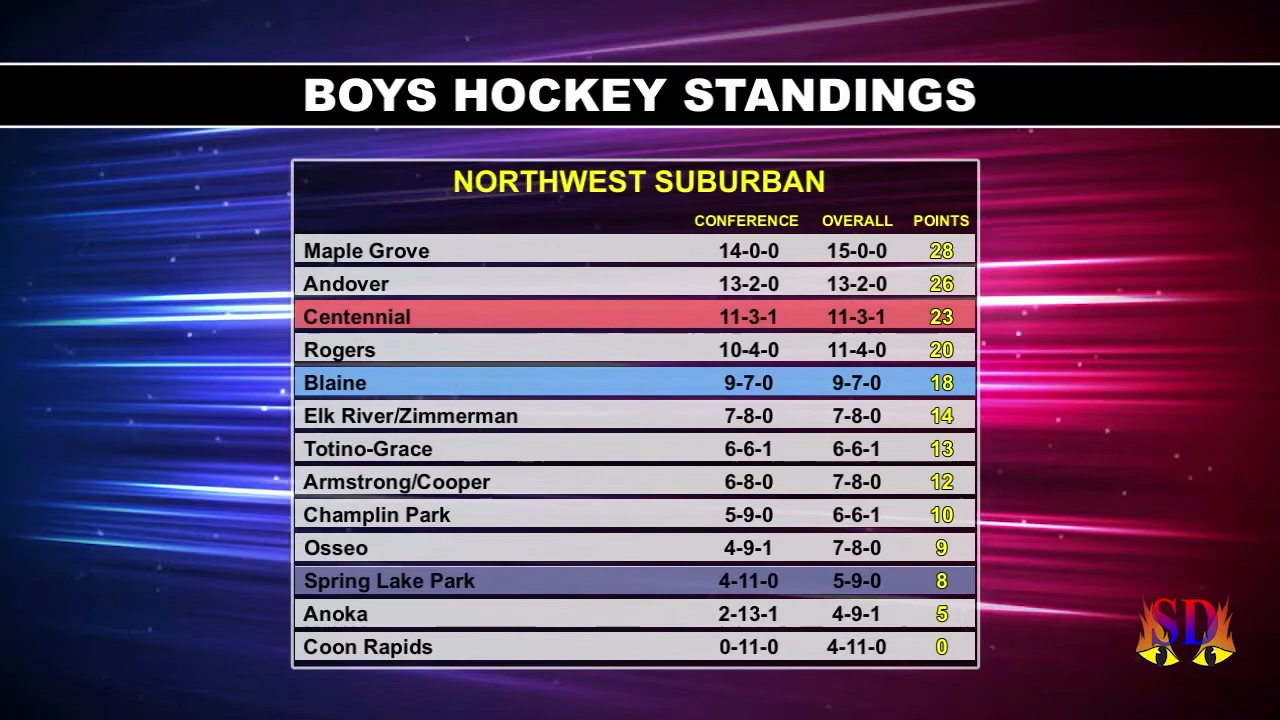 BOYS HOCKEY STANDINGS
NORTHWEST SUBURBAN
CONFERENCE OVERALL POINTS
Maple Grove 14-0-0 15-0-0 28
Andover 13-2-0 13-2-0 26
Centennial 11-3-1 11-3-1 23
Rogers 10-4-0 11-4-0 20
Blaine 9-7-0 9-7-0 18
Elk River/Zimmerman 7-8-0 7-8-0 14
Totino-Grace 6-6-1 6-6-1 13
Armstrong/Cooper 6-8-0 7-8-0 12
Champlin Park 5-9-0 6-6-1 10
Osseo 4-9-1 7-8-0 9
Spring Lake Park 4-11-0 5-9-0 8
Anoka 2-13-1 4-9-1 5
Coon Rapids 0-11-0 4-11-0 0
SD